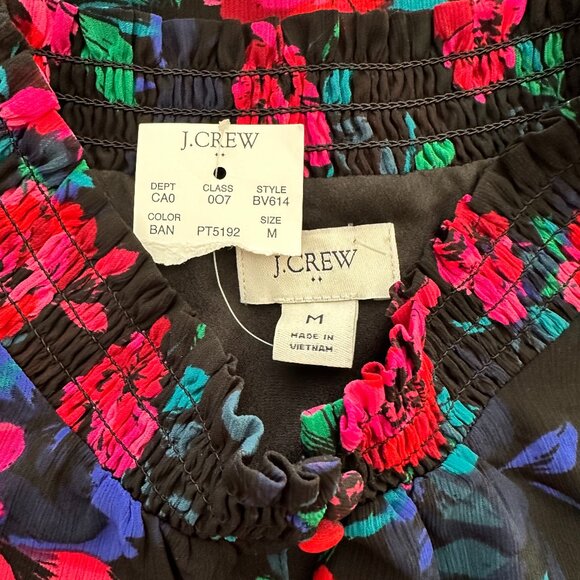 J.CREW
DEPT CLASS STYLE
CA0 007 BV614
COLOR SIZE
BAN PT5192 M
J.CREW
M
MADE IN
VIETNAM